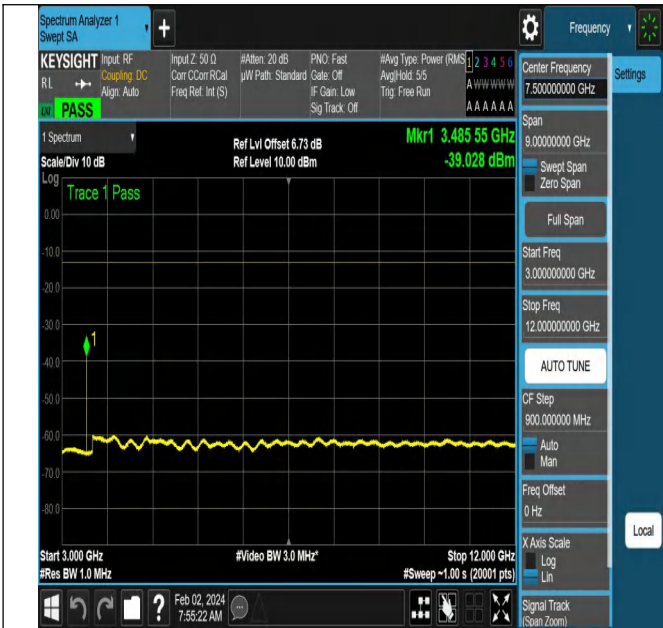 Spectrum Analyzer 1
Swept SA
Frequency
KEYSIGHT
RL
PASS
Input: RF
Coupling: DC
Align: Auto
Input Z: 50 Ω
Corr CCorr RCal
Freq Ref: Int (S)
#Atten: 20 dB
µW Path: Standard
PNO: Fast
Gate: Off
IF Gain: Low
Sig Track: Off
#Avg Type: Power (RMS
Avg|Hold: 5/5
Trig: Free Run
1 2 3 4 5 6
A W W W W W
A A A A A A
1 Spectrum
Scale/Div 10 dB
Log
Ref Lvl Offset 6.73 dB
Ref Level 10.00 dBm
Mkr1 3.485 55 GHz
-39.028 dBm
Trace 1 Pass
0.00
-10.0
-20.0
-30.0
-40.0
-50.0
-60.0
-70.0
-80.0
1
Start 3.000 GHz
#Res BW 1.0 MHz
#Video BW 3.0 MHz*
Stop 12.000 GHz
#Sweep ~1.00 s (20001 pts)
?
Feb 02, 2024
7:55:22 AM
Center Frequency
7.50000000 GHz
Settings
Span
9.00000000 GHz
Swept Span
Zero Span
Full Span
Start Freq
3.000000000 GHz
Stop Freq
12.000000000 GHz
AUTO TUNE
CF Step
900.000000 MHz
Auto
Man
Freq Offset
0 Hz
X Axis Scale
Log
Lin
Signal Track
(Span Zoom)
Local